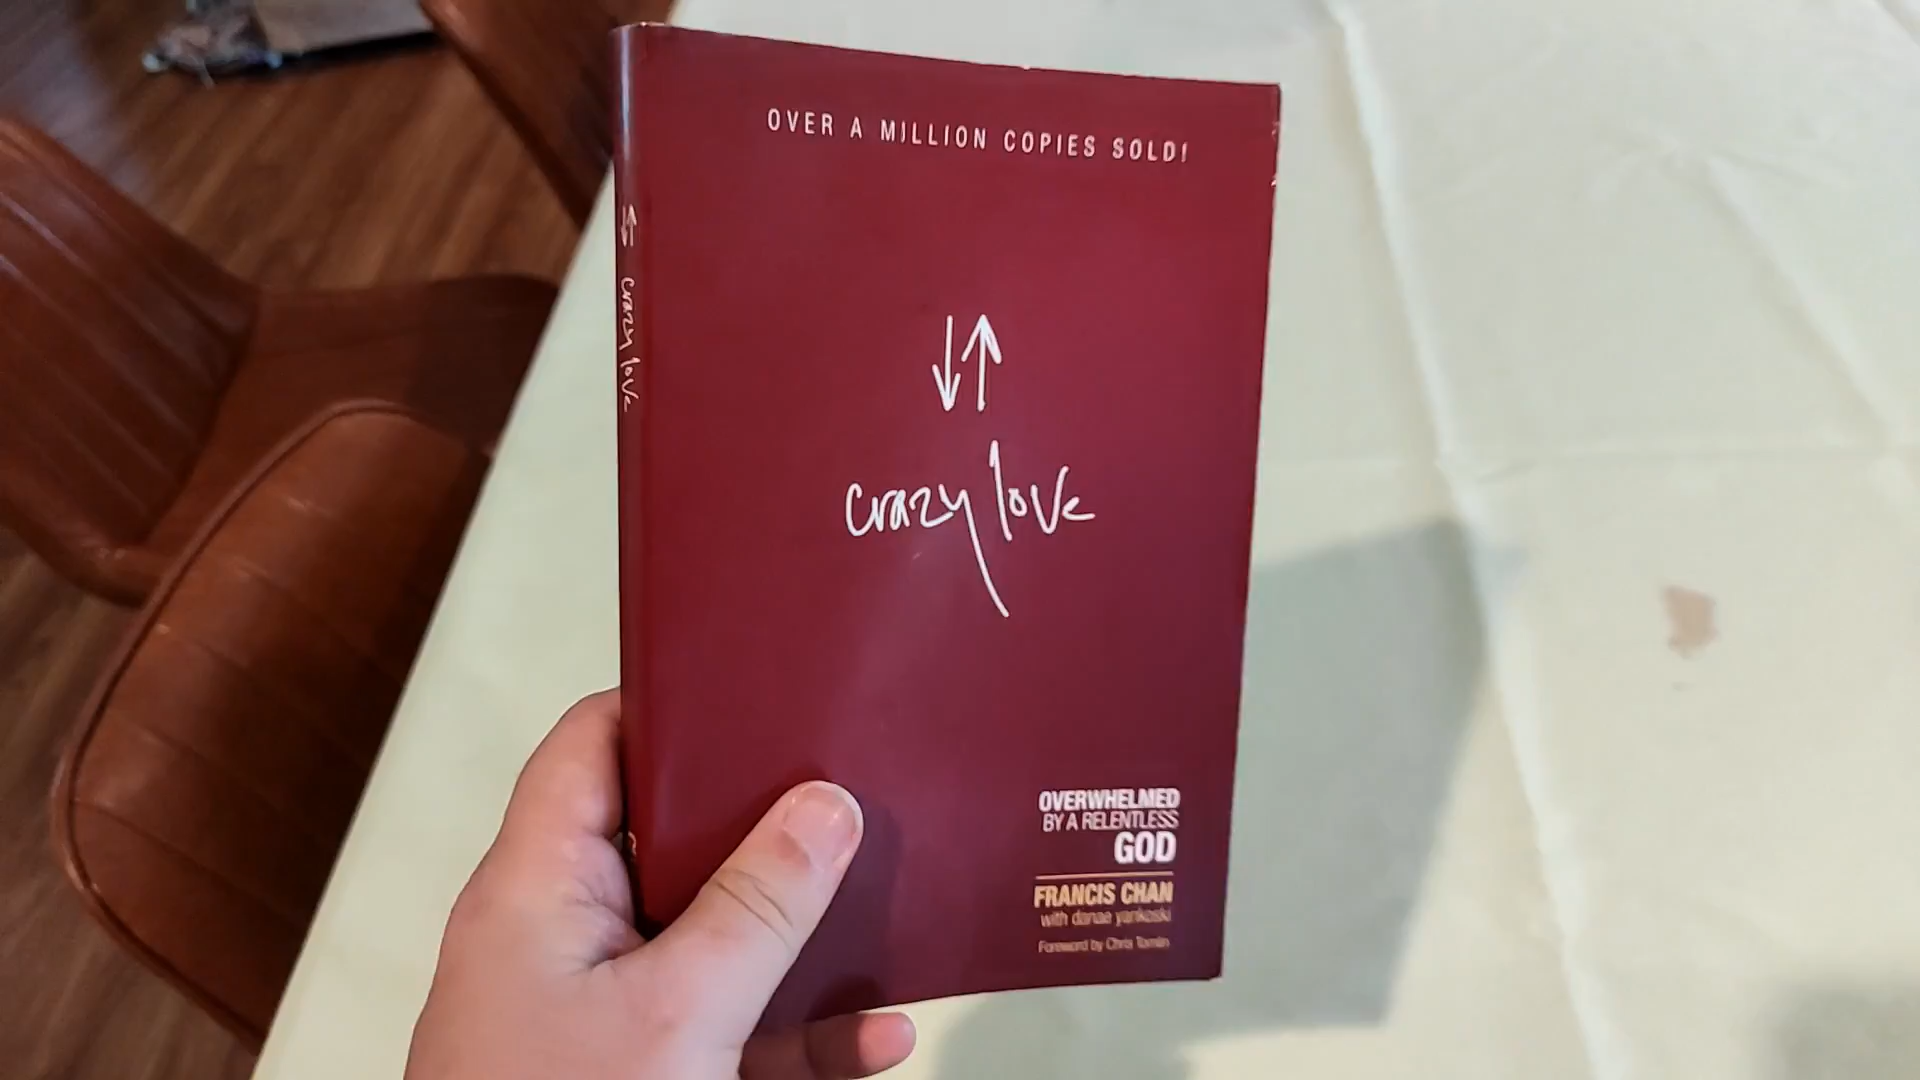 OVER A MILLION COPIES SOLD!
crazy love
OVERWHELMED
BY A RELENTLESS
GOD
FRANCIS CHAN
with danae yankoski
Foreword by Chris Tomlin
crazy love